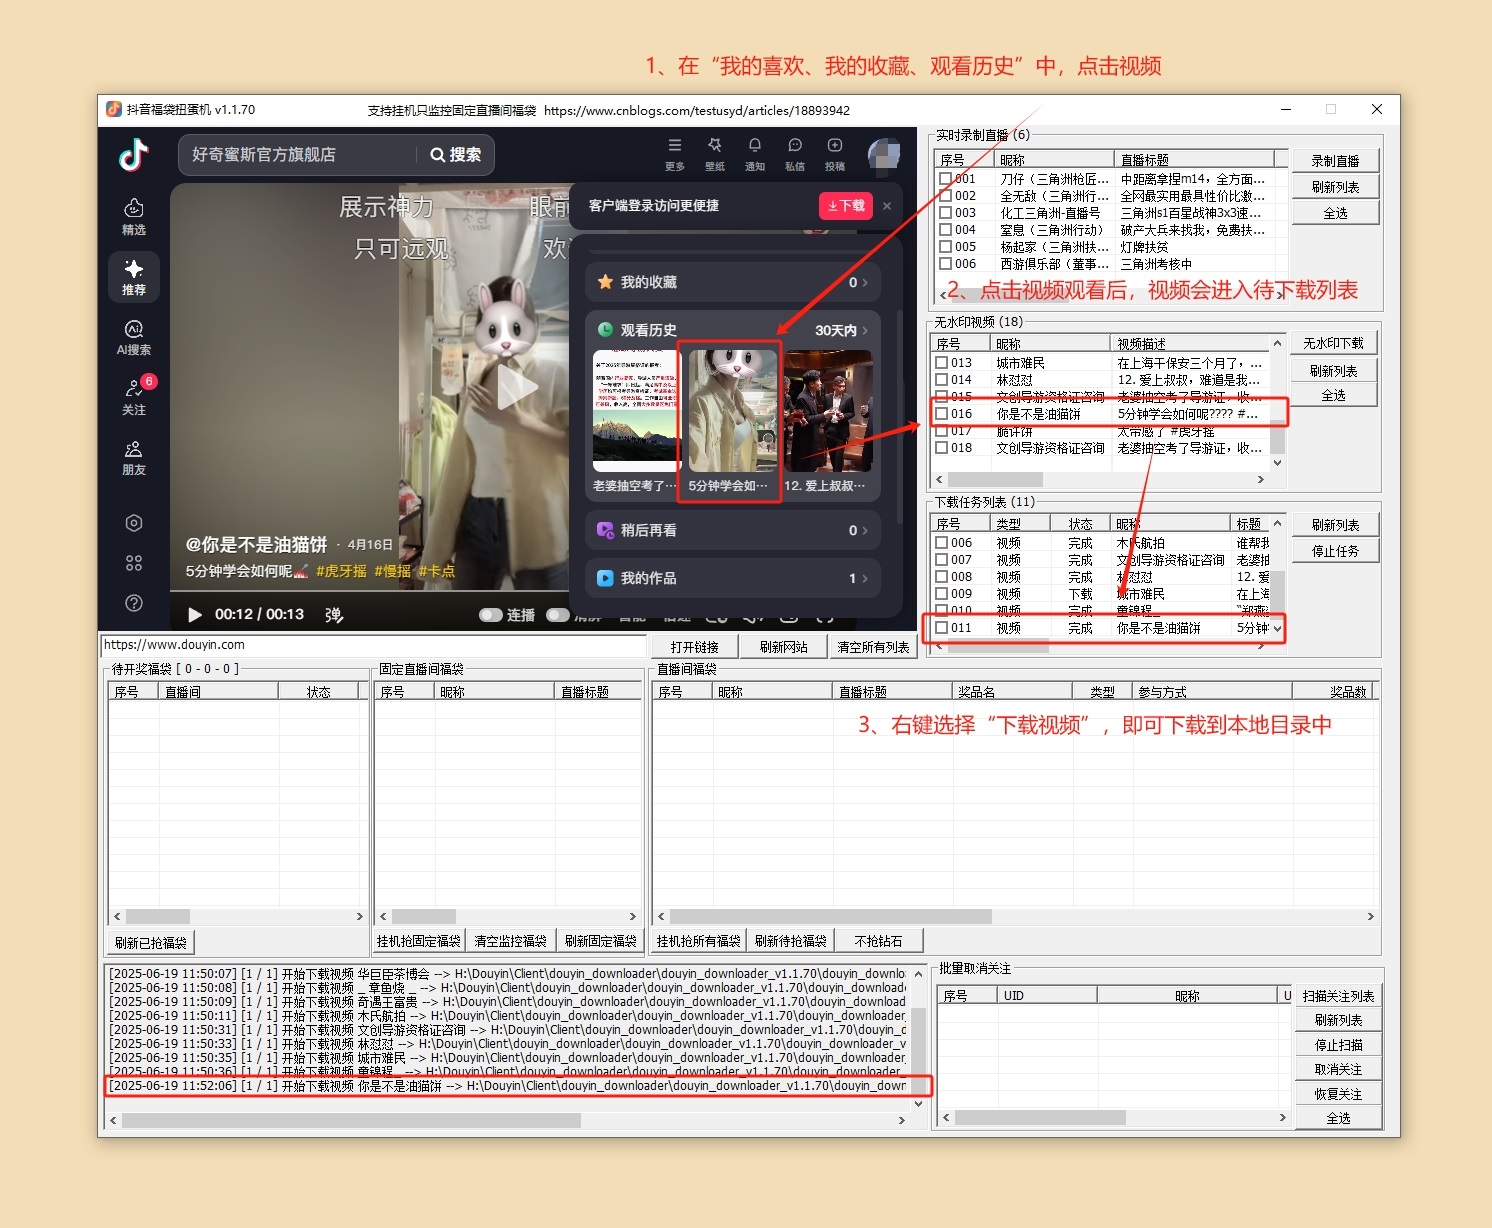 1、在“我的喜欢、我的收藏、观看历史”中，点击视频
抖音福袋扭蛋机 v1.1.70
支持挂机只监控固定直播间福袋 https://www.cnblogs.com/testusyd/articles/18893942
好奇蜜斯官方旗舰店
搜索
更多
壁纸
通知
私信
投稿
精选
推荐
AI搜索
6
关注
朋友
展示神力
眼前
只可远观
客户端登录访问更便捷
下载
我的收藏
0
观看历史
30天内
老婆抽空考了…
5分钟学会如…
12. 爱上叔叔…
稍后再看
0
我的作品
1
@你是不是油猫饼 · 4月16日
5分钟学会如何呢 #虎牙摇 #慢摇 #卡点
00:12 / 00:13
弹
连播
https://www.douyin.com
打开链接
刷新网站
清空所有列表
实时录制直播 (6)
序号 昵称 直播标题
001 刀仔（三角洲枪匠... 中距离拿捏m14，全方面...
002 全无敌（三角洲行... 全网最实用最具性价比激...
003 化工三角洲-直播号 三角洲s1百星战神3x3速...
004 窒息（三角洲行动） 破产大兵来找我，免费扶...
005 杨起家（三角洲扶... 灯牌扶贫
006 西游俱乐部（董事... 三角洲考核中
录制直播
刷新列表
全选
2、点击视频观看后，视频会进入待下载列表
无水印视频 (18)
序号 昵称 视频描述
013 城市难民 在上海干保安三个月了，...
014 林怼怼 12. 爱上叔叔，难道是我...
015 文创导游资格证咨询 老婆抽空考了导游证，收...
016 你是不是油猫饼 5分钟学会如何呢???? #...
017 脆饼饼 太带感了 #虎牙摇
018 文创导游资格证咨询 老婆抽空考了导游证，收...
无水印下载
刷新列表
全选
下载任务列表 (11)
序号 类型 状态 昵称 标题
006 视频 完成 木氏航拍 谁帮我
007 视频 完成 文创导游资格证咨询 老婆抽
008 视频 完成 林怼怼 12. 爱
009 视频 下载 城市难民 在上海
010 视频 完成 童锦程_
011 视频 完成 你是不是油猫饼 5分钟
刷新列表
停止任务
待开奖福袋 [ 0 - 0 - 0 ]
序号 直播间 状态
刷新已抢福袋
固定直播间福袋
序号 昵称 直播标题
挂机抢固定福袋
清空监控福袋
刷新固定福袋
直播间福袋
序号 昵称 直播标题 奖品名 类型 参与方式 奖品数
3、右键选择“下载视频”，即可下载到本地目录中
挂机抢所有福袋
刷新待抢福袋
不抢钻石
[2025-06-19 11:50:07] [1 / 1] 开始下载视频 华巨臣茶博会 --> H:\Douyin\Client\douyin_downloader\douyin_downloader_v1.1.70\douyin_downlo
[2025-06-19 11:50:08] [1 / 1] 开始下载视频 _ 章鱼烧 _ --> H:\Douyin\Client\douyin_downloader\douyin_downloader_v1.1.70\douyin_download
[2025-06-19 11:50:09] [1 / 1] 开始下载视频 奇遇王富贵 --> H:\Douyin\Client\douyin_downloader\douyin_downloader_v1.1.70\douyin_download
[2025-06-19 11:50:11] [1 / 1] 开始下载视频 木氏航拍 --> H:\Douyin\Client\douyin_downloader\douyin_downloader_v1.1.70\douyin_downloader
[2025-06-19 11:50:31] [1 / 1] 开始下载视频 文创导游资格证咨询 --> H:\Douyin\Client\douyin_downloader\douyin_downloader_v1.1.70\douyin_d
[2025-06-19 11:50:33] [1 / 1] 开始下载视频 林怼怼 --> H:\Douyin\Client\douyin_downloader\douyin_downloader_v1.1.70\douyin_downloader_v
[2025-06-19 11:50:35] [1 / 1] 开始下载视频 城市难民 --> H:\Douyin\Client\douyin_downloader\douyin_downloader_v1.1.70\douyin_downloader_
[2025-06-19 11:50:36] [1 / 1] 开始下载视频 童锦程_ --> H:\Douyin\Client\douyin_downloader\douyin_downloader_v1.1.70\douyin_downloader_v
[2025-06-19 11:52:06] [1 / 1] 开始下载视频 你是不是油猫饼 --> H:\Douyin\Client\douyin_downloader\douyin_downloader_v1.1.70\douyin_down
批量取消关注
序号 UID 昵称 U
扫描关注列表
刷新列表
停止扫描
取消关注
恢复关注
全选